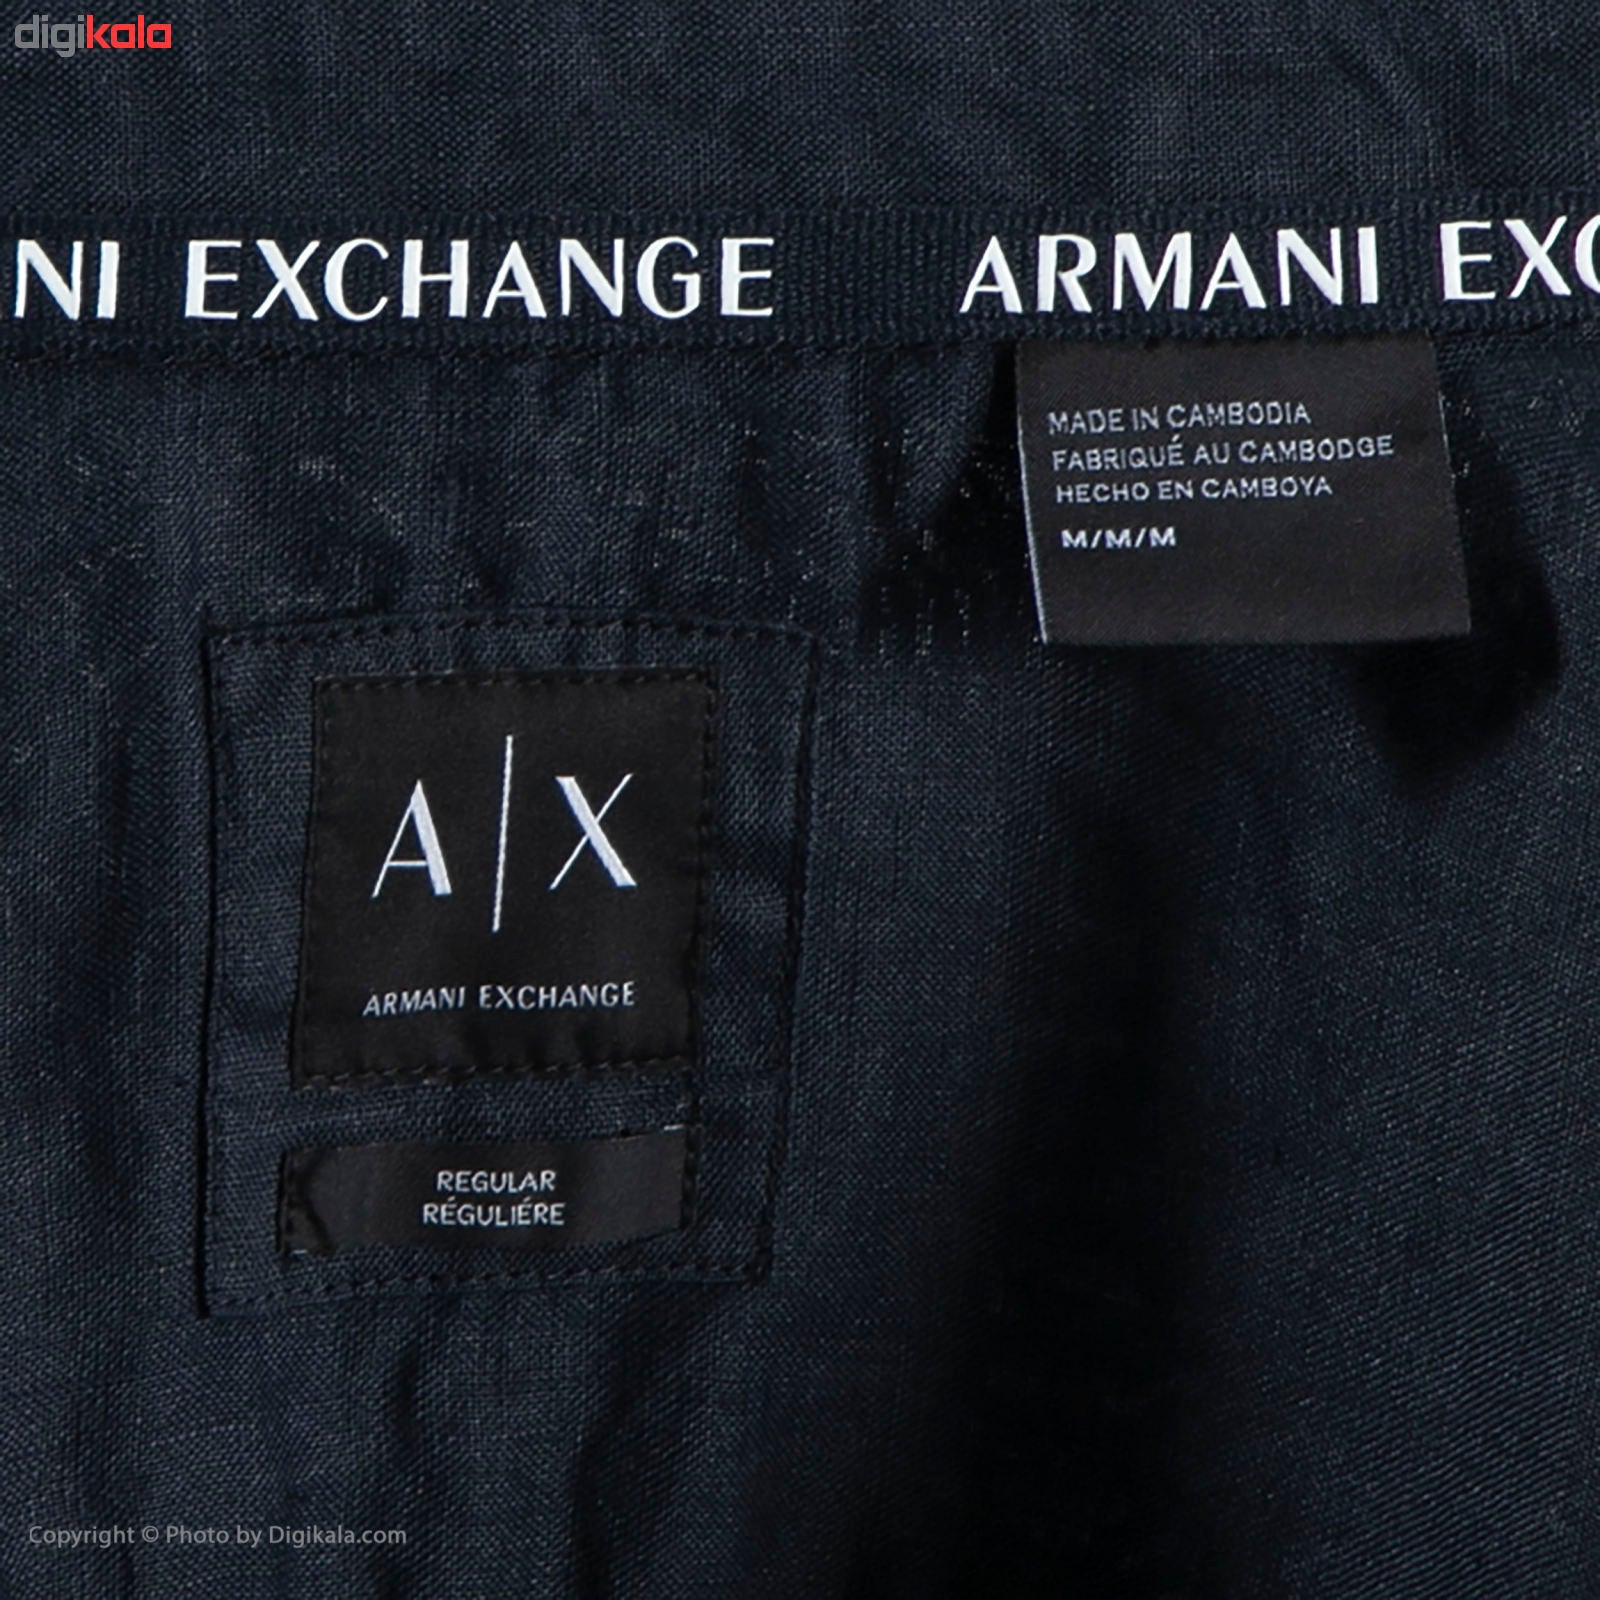 digikala
NI EXCHANGE ARMANI EXC
MADE IN CAMBODIA
FABRIQUÉ AU CAMBODGE
HECHO EN CAMBOYA
M/M/M
A|X
ARMANI EXCHANGE
REGULAR
RÉGULIÉRE
Copyright © Photo by Digikala.com